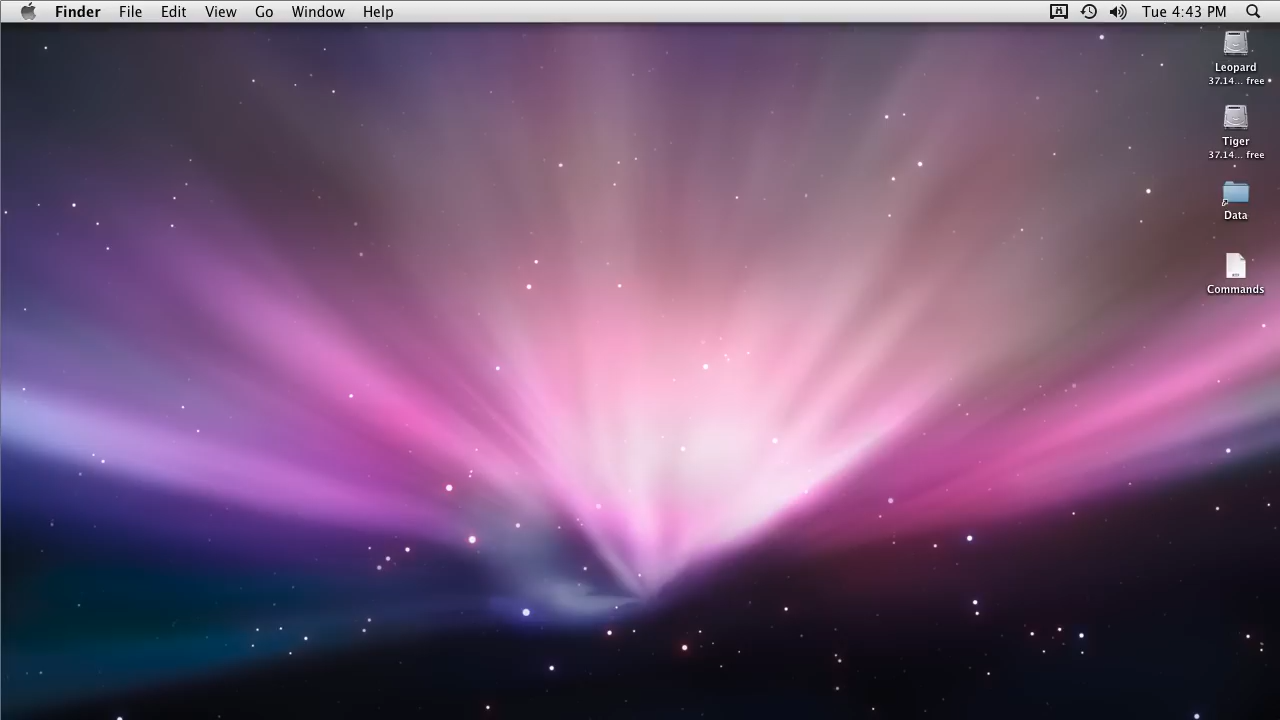 Finder File Edit View Go Window Help Tue 4:43 PM
Leopard
37.14... free
Tiger
37.14... free
Data
Commands